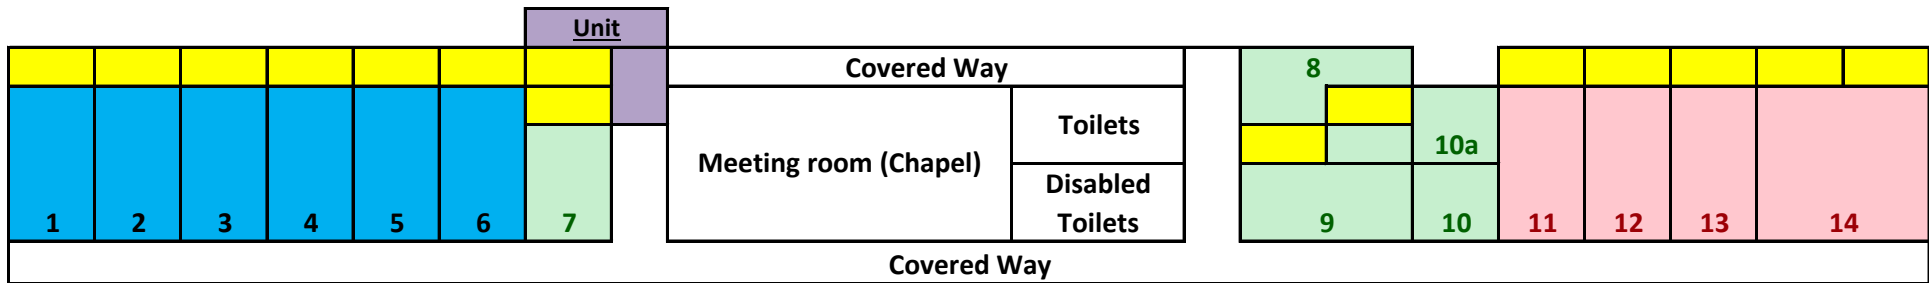 Unit
Covered Way
8
Toilets
10a
Meeting room (Chapel)
Disabled
Toilets
1 2 3 4 5 6 7 9 10 11 12 13 14
Covered Way